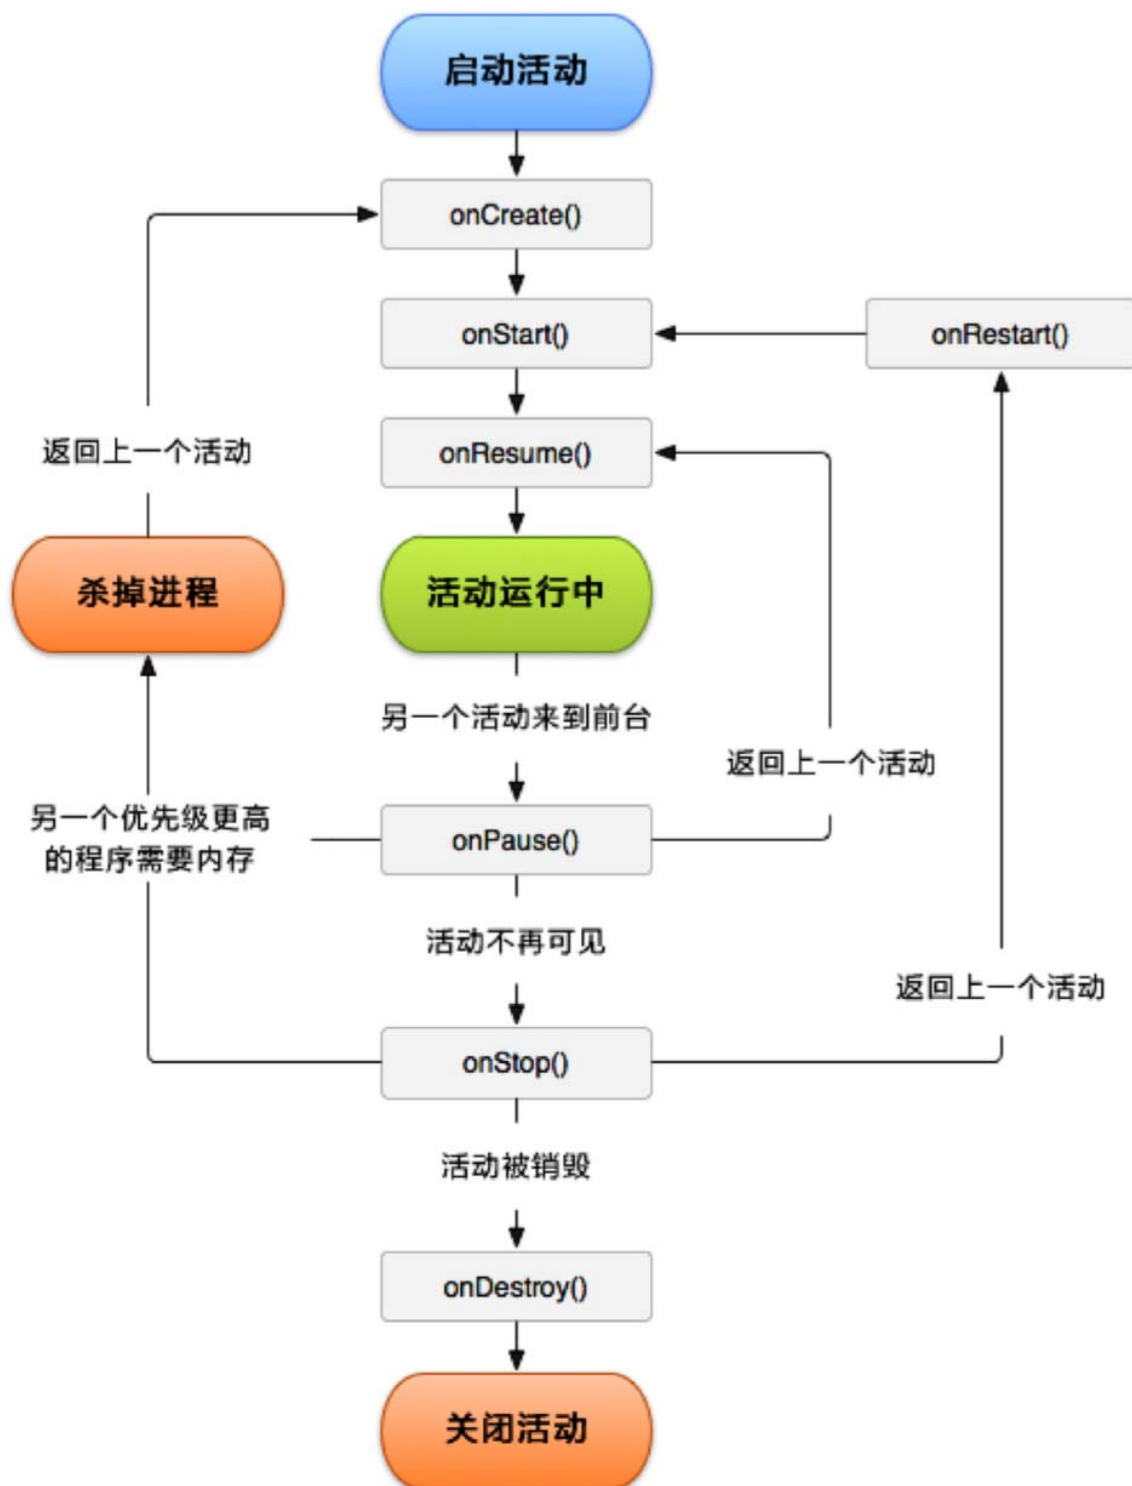 启动活动
onCreate()
onStart()
onRestart()
返回上一个活动
onResume()
杀掉进程
活动运行中
另一个活动来到前台
返回上一个活动
另一个优先级更高
的程序需要内存
onPause()
活动不再可见
返回上一个活动
onStop()
活动被销毁
onDestroy()
关闭活动